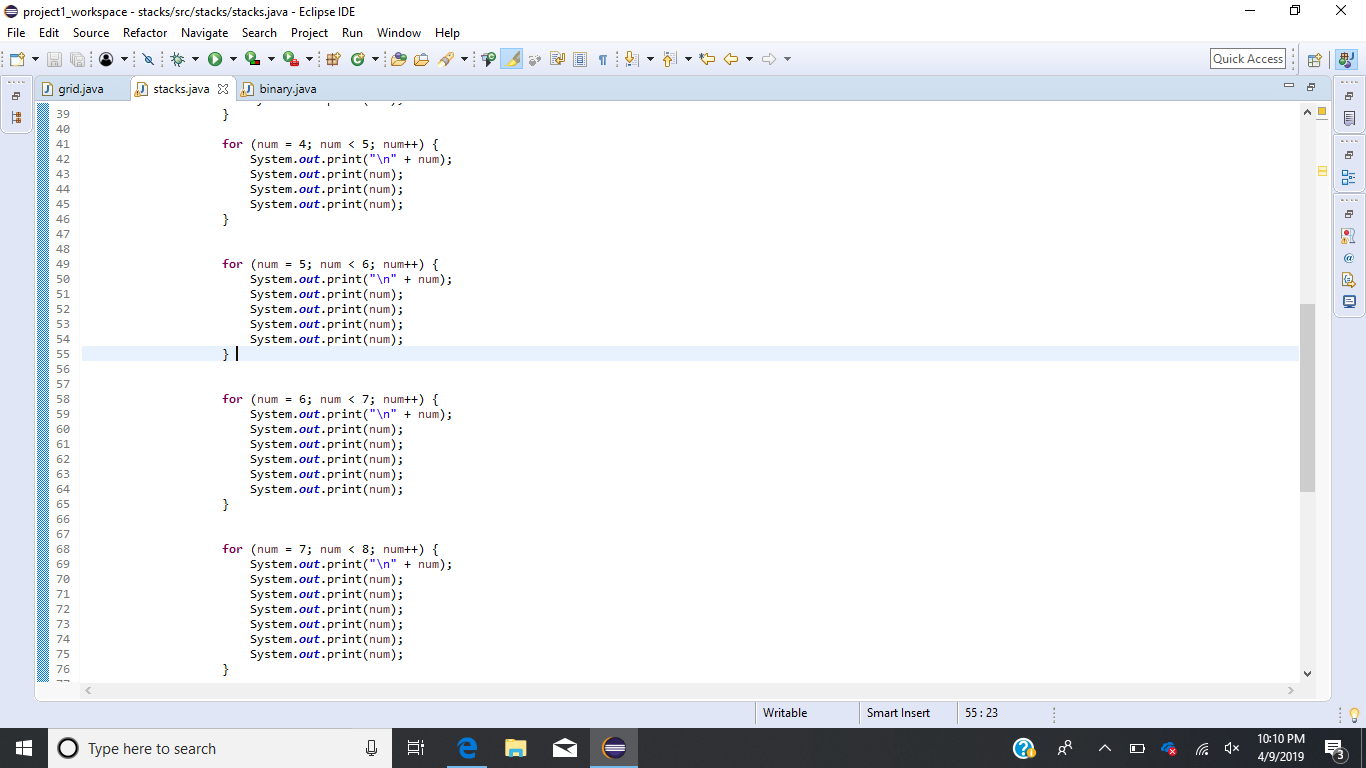 project1_workspace - stacks/src/stacks/stacks.java - Eclipse IDE
File Edit Source Refactor Navigate Search Project Run Window Help
Quick Access
grid.java stacks.java binary.java
39 }
40
41 for (num = 4; num < 5; num++) {
42 System.out.print("\n" + num);
43 System.out.print(num);
44 System.out.print(num);
45 System.out.print(num);
46 }
47
48
49 for (num = 5; num < 6; num++) {
50 System.out.print("\n" + num);
51 System.out.print(num);
52 System.out.print(num);
53 System.out.print(num);
54 System.out.print(num);
55 }
56
57
58 for (num = 6; num < 7; num++) {
59 System.out.print("\n" + num);
60 System.out.print(num);
61 System.out.print(num);
62 System.out.print(num);
63 System.out.print(num);
64 System.out.print(num);
65 }
66
67
68 for (num = 7; num < 8; num++) {
69 System.out.print("\n" + num);
70 System.out.print(num);
71 System.out.print(num);
72 System.out.print(num);
73 System.out.print(num);
74 System.out.print(num);
75 System.out.print(num);
76 }
Writable Smart Insert 55 : 23
Type here to search
10:10 PM
4/9/2019
3